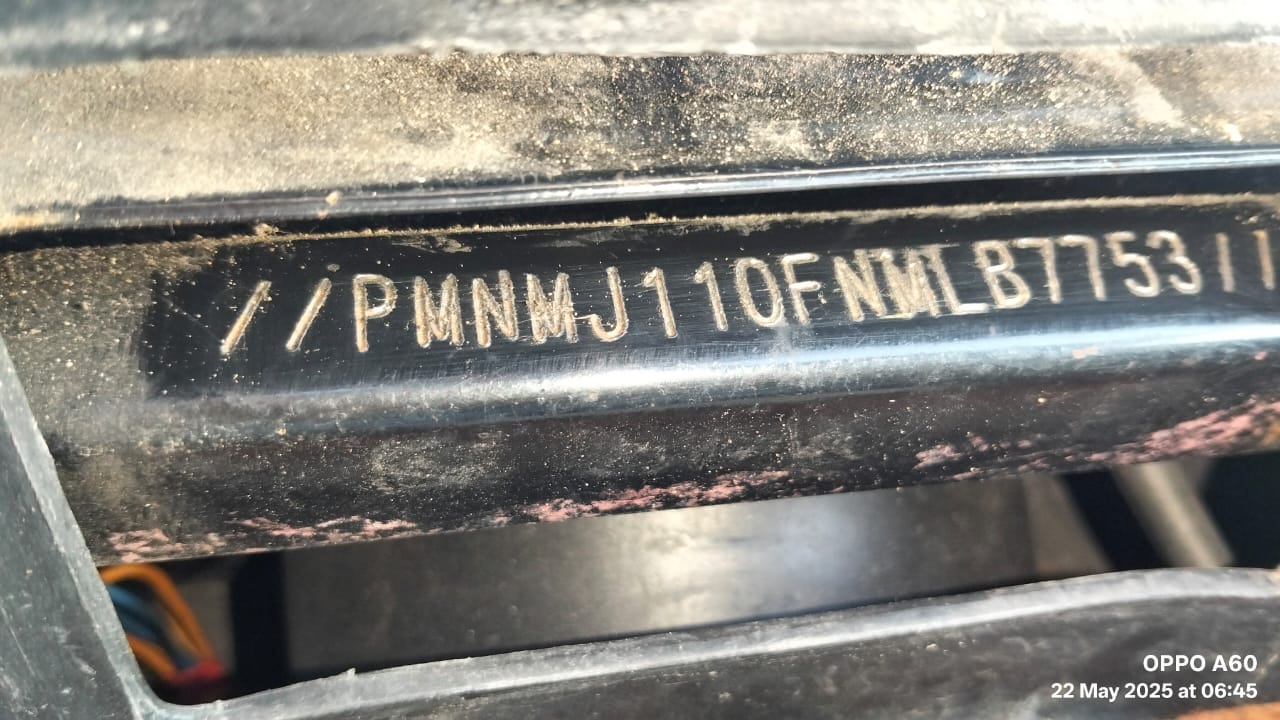 //PMNMJ110FNMLB7753//
OPPO A60
22 May 2025 at 06:45